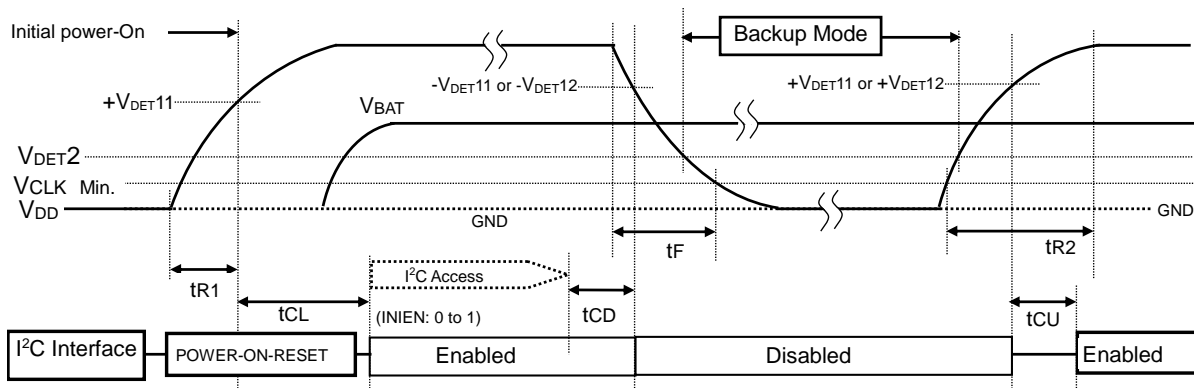 Initial power-On
Backup Mode
+VDET11
-VDET11 or -VDET12
+VDET11 or +VDET12
VBAT
VDET2
VCLK Min.
VDD
GND
GND
tF
tR2
tR1
I²C Access
tCL
(INIEN: 0 to 1)
tCD
tCU
I²C Interface
POWER-ON-RESET
Enabled
Disabled
Enabled